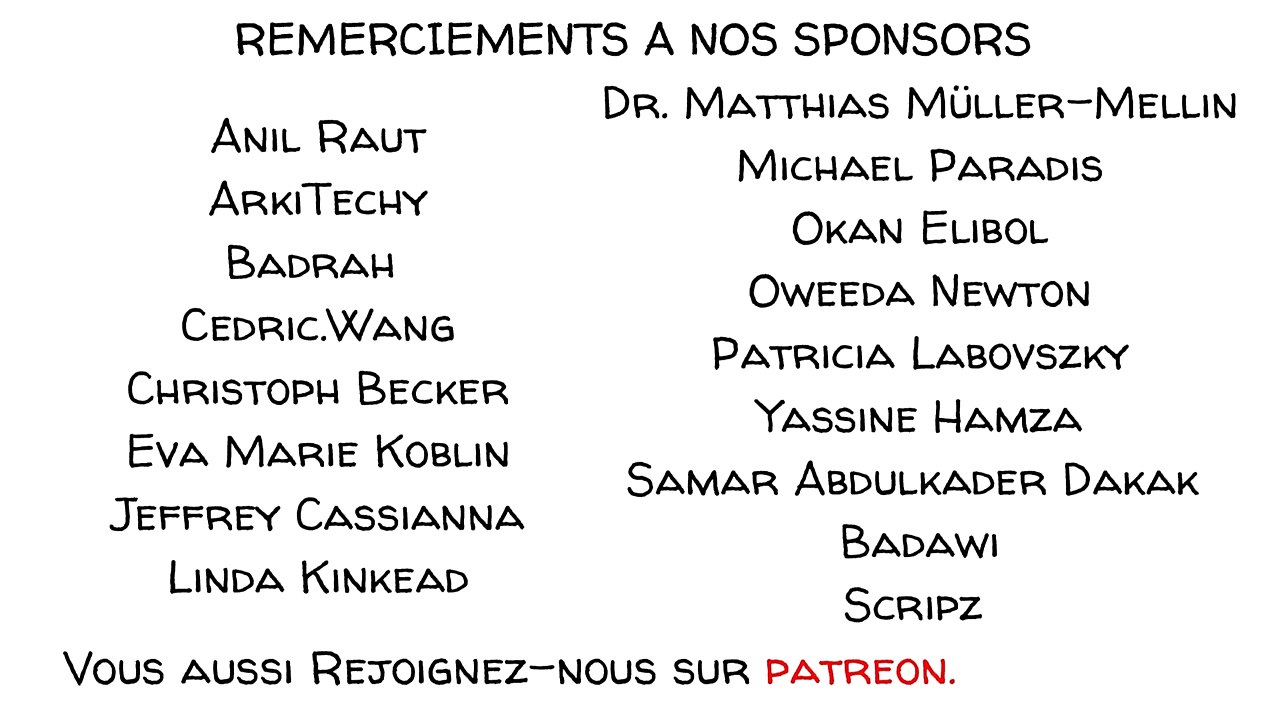 REMERCIEMENTS A NOS SPONSORS
Anil Raut
ArkiTechy
Badrah
Cedric.Wang
Christoph Becker
Eva Marie Koblin
Jeffrey Cassianna
Linda Kinkead
Dr. Matthias Müller-Mellin
Michael Paradis
Okan Elibol
Oweeda Newton
Patricia Labovszky
Yassine Hamza
Samar Abdulkader Dakak
Badawi
Scripz
Vous aussi Rejoignez-nous sur patreon.